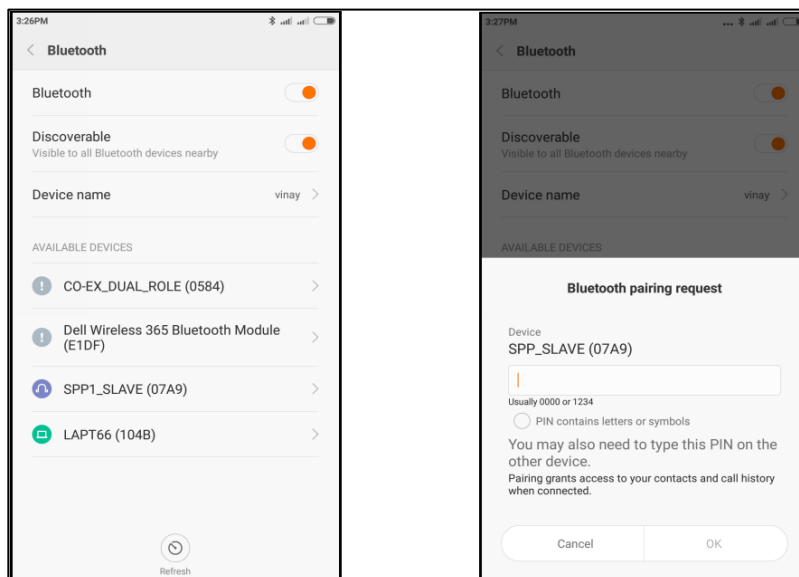 3:26PM
Bluetooth
Bluetooth
Discoverable
Visible to all Bluetooth devices nearby
Device name vinay
AVAILABLE DEVICES
CO-EX_DUAL_ROLE (0584)
Dell Wireless 365 Bluetooth Module
(E1DF)
SPP1_SLAVE (07A9)
LAPT66 (104B)
Refresh
3:27PM
Bluetooth
Bluetooth
Discoverable
Visible to all Bluetooth devices nearby
Device name vinay
AVAILABLE DEVICES
Bluetooth pairing request
Device
SPP_SLAVE (07A9)
Usually 0000 or 1234
PIN contains letters or symbols
You may also need to type this PIN on the
other device.
Pairing grants access to your contacts and call history
when connected.
Cancel OK